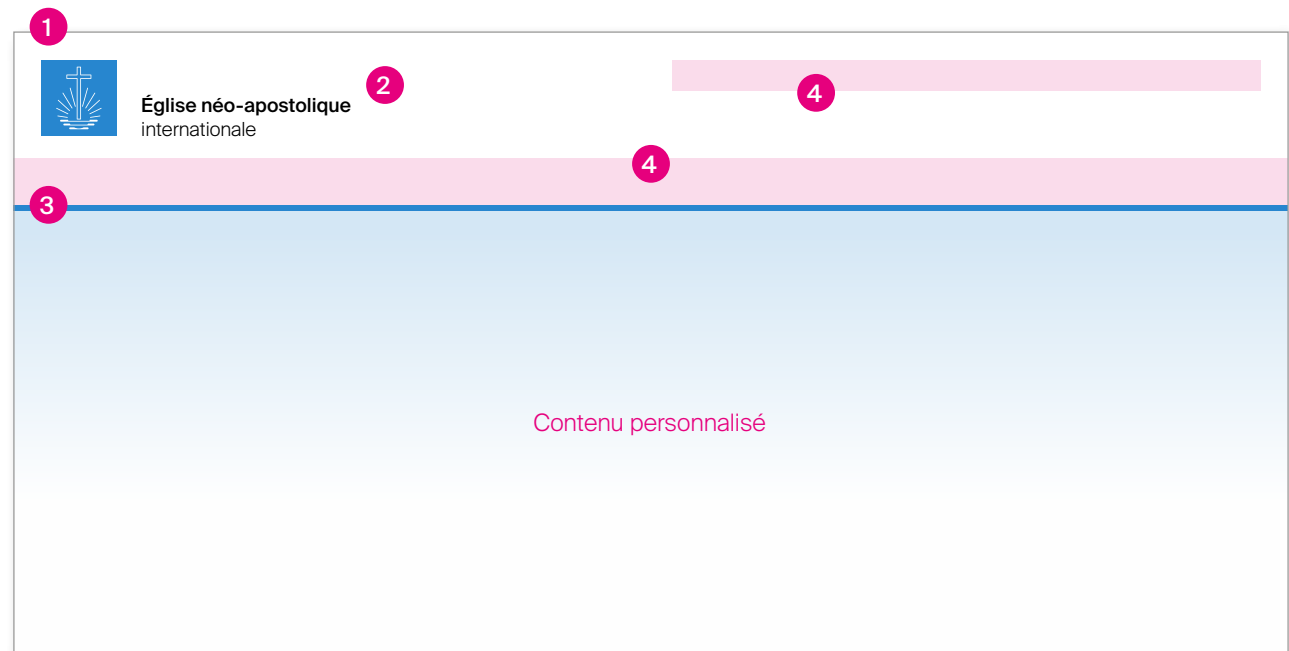 1
2
4
Église néo-apostolique
internationale
4
3
Contenu personnalisé